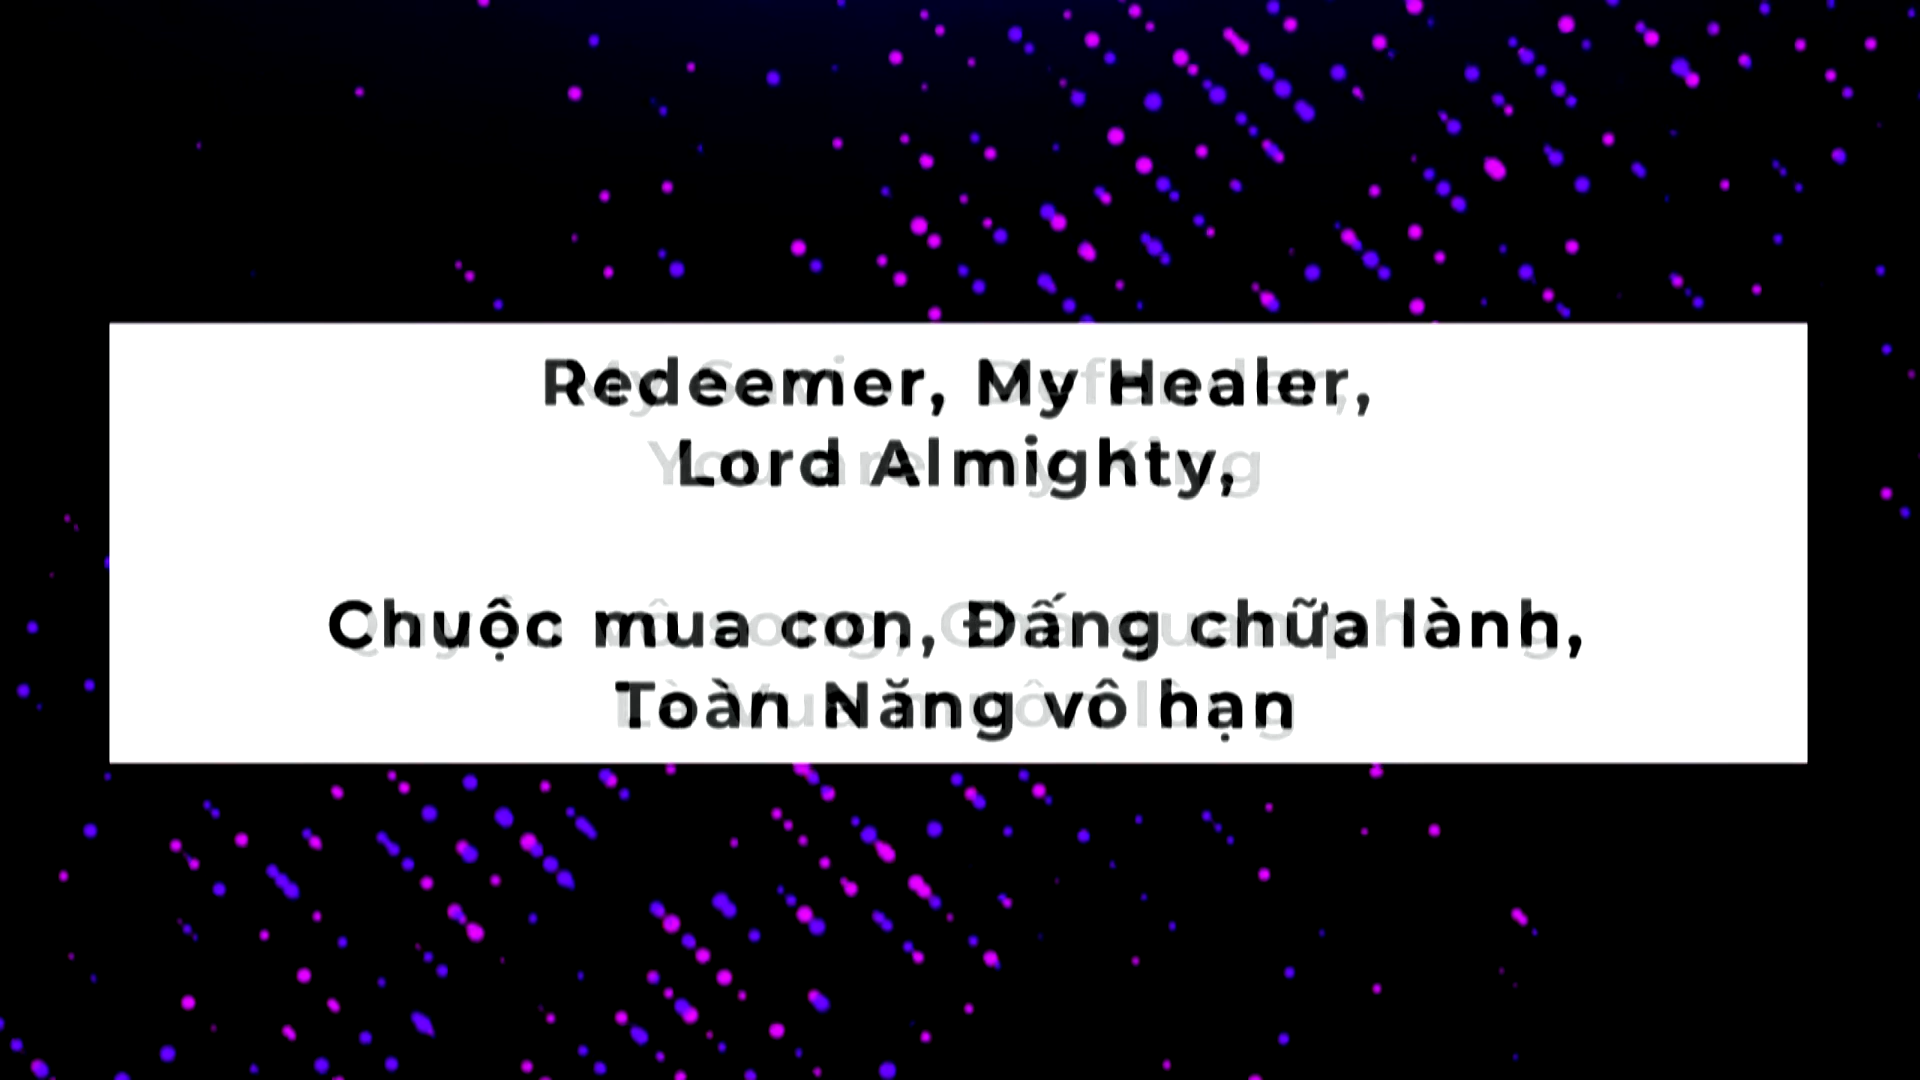 Redeemer, My Healer,
Lord Almighty,
Chuộc mua con, Đấng chữa lành,
Toàn Năng vô hạn